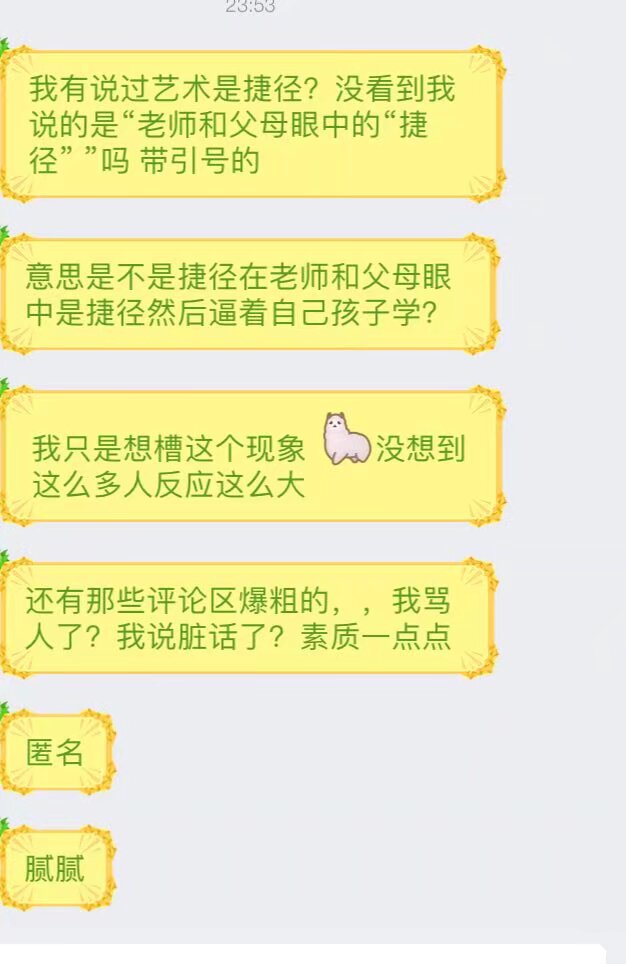 23:53
我有说过艺术是捷径？没看到我
说的是“老师和父母眼中的“捷
径” ”吗 带引号的
意思是不是捷径在老师和父母眼
中是捷径然后逼着自己孩子学？
我只是想槽这个现象 没想到
这么多人反应这么大
还有那些评论区爆粗的，，我骂
人了？我说脏话了？素质一点点
匿名
腻腻